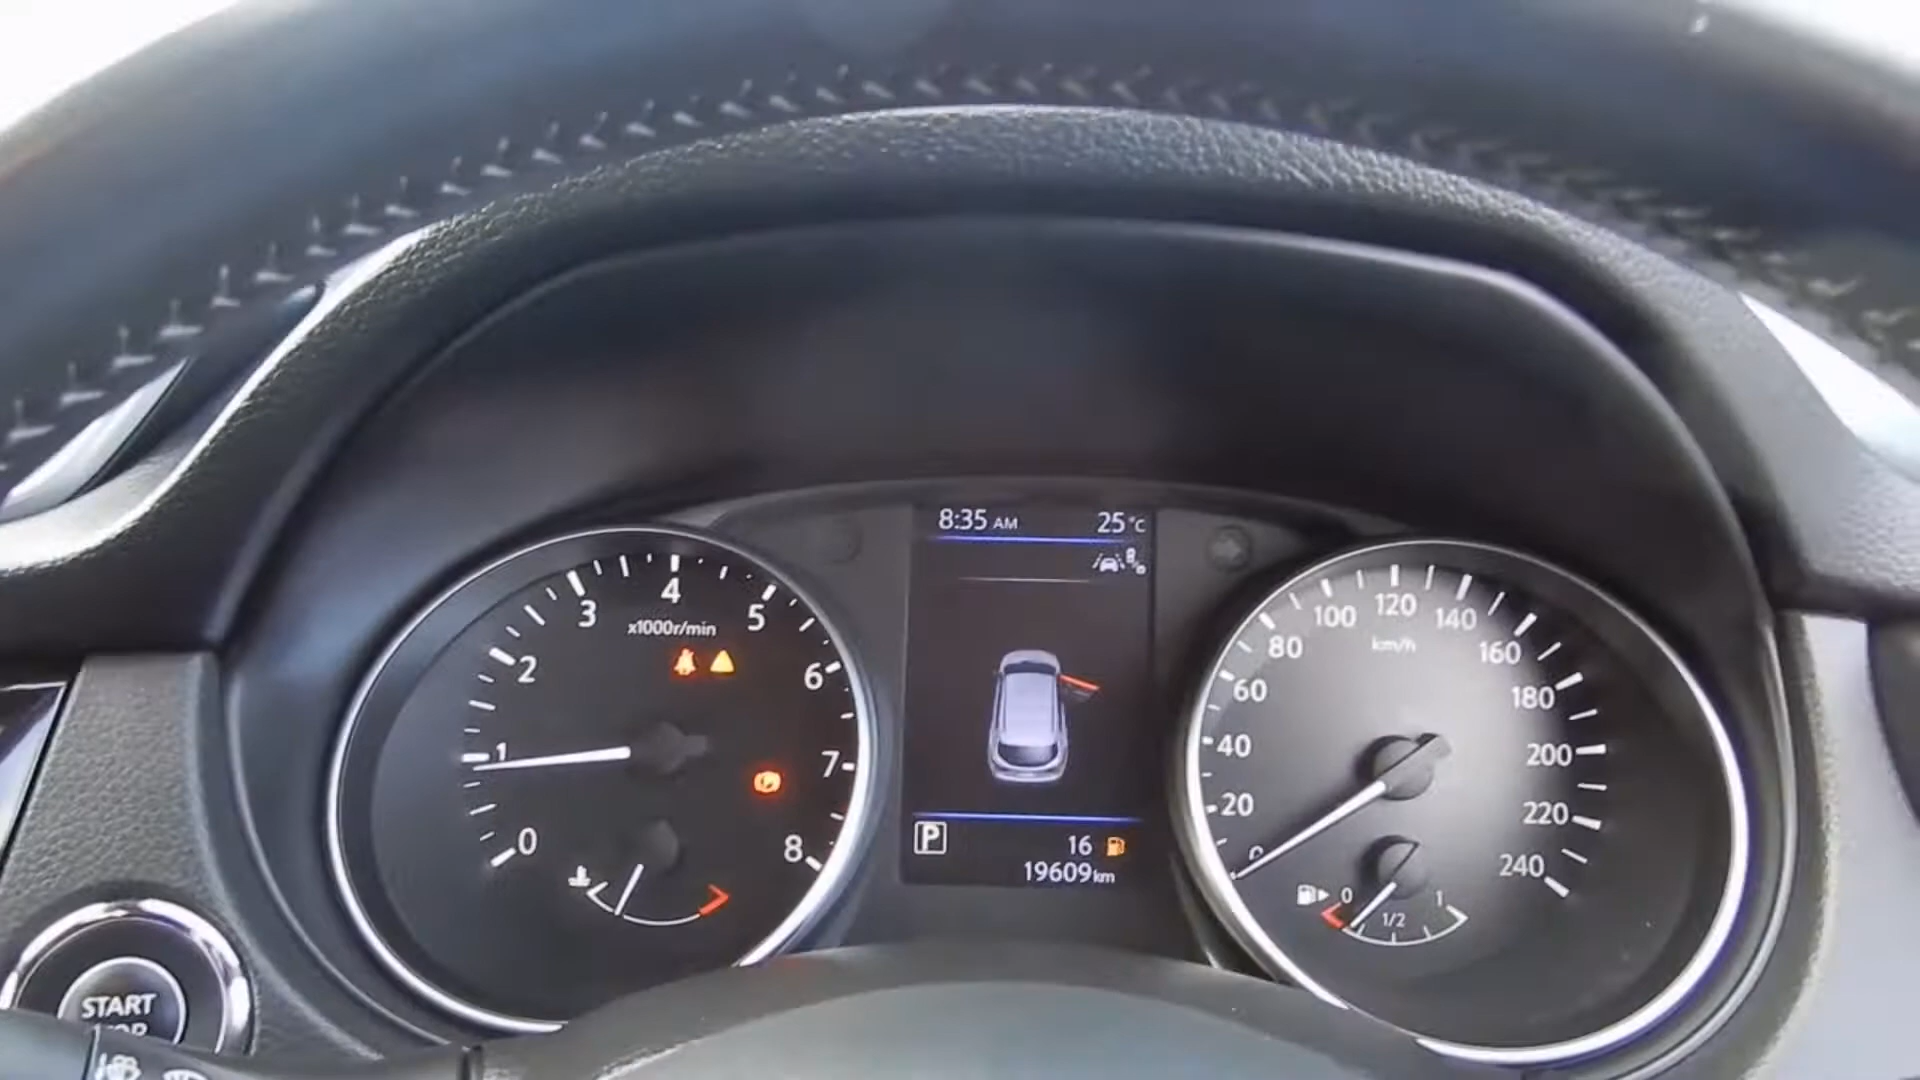 8:35 AM 25°C
0 1 2 3 4 5 6 7 8
x1000r/min
P
16
19609km
0 20 40 60 80 100 120 140 160 180 200 220 240
km/h
0 1/2 1
START